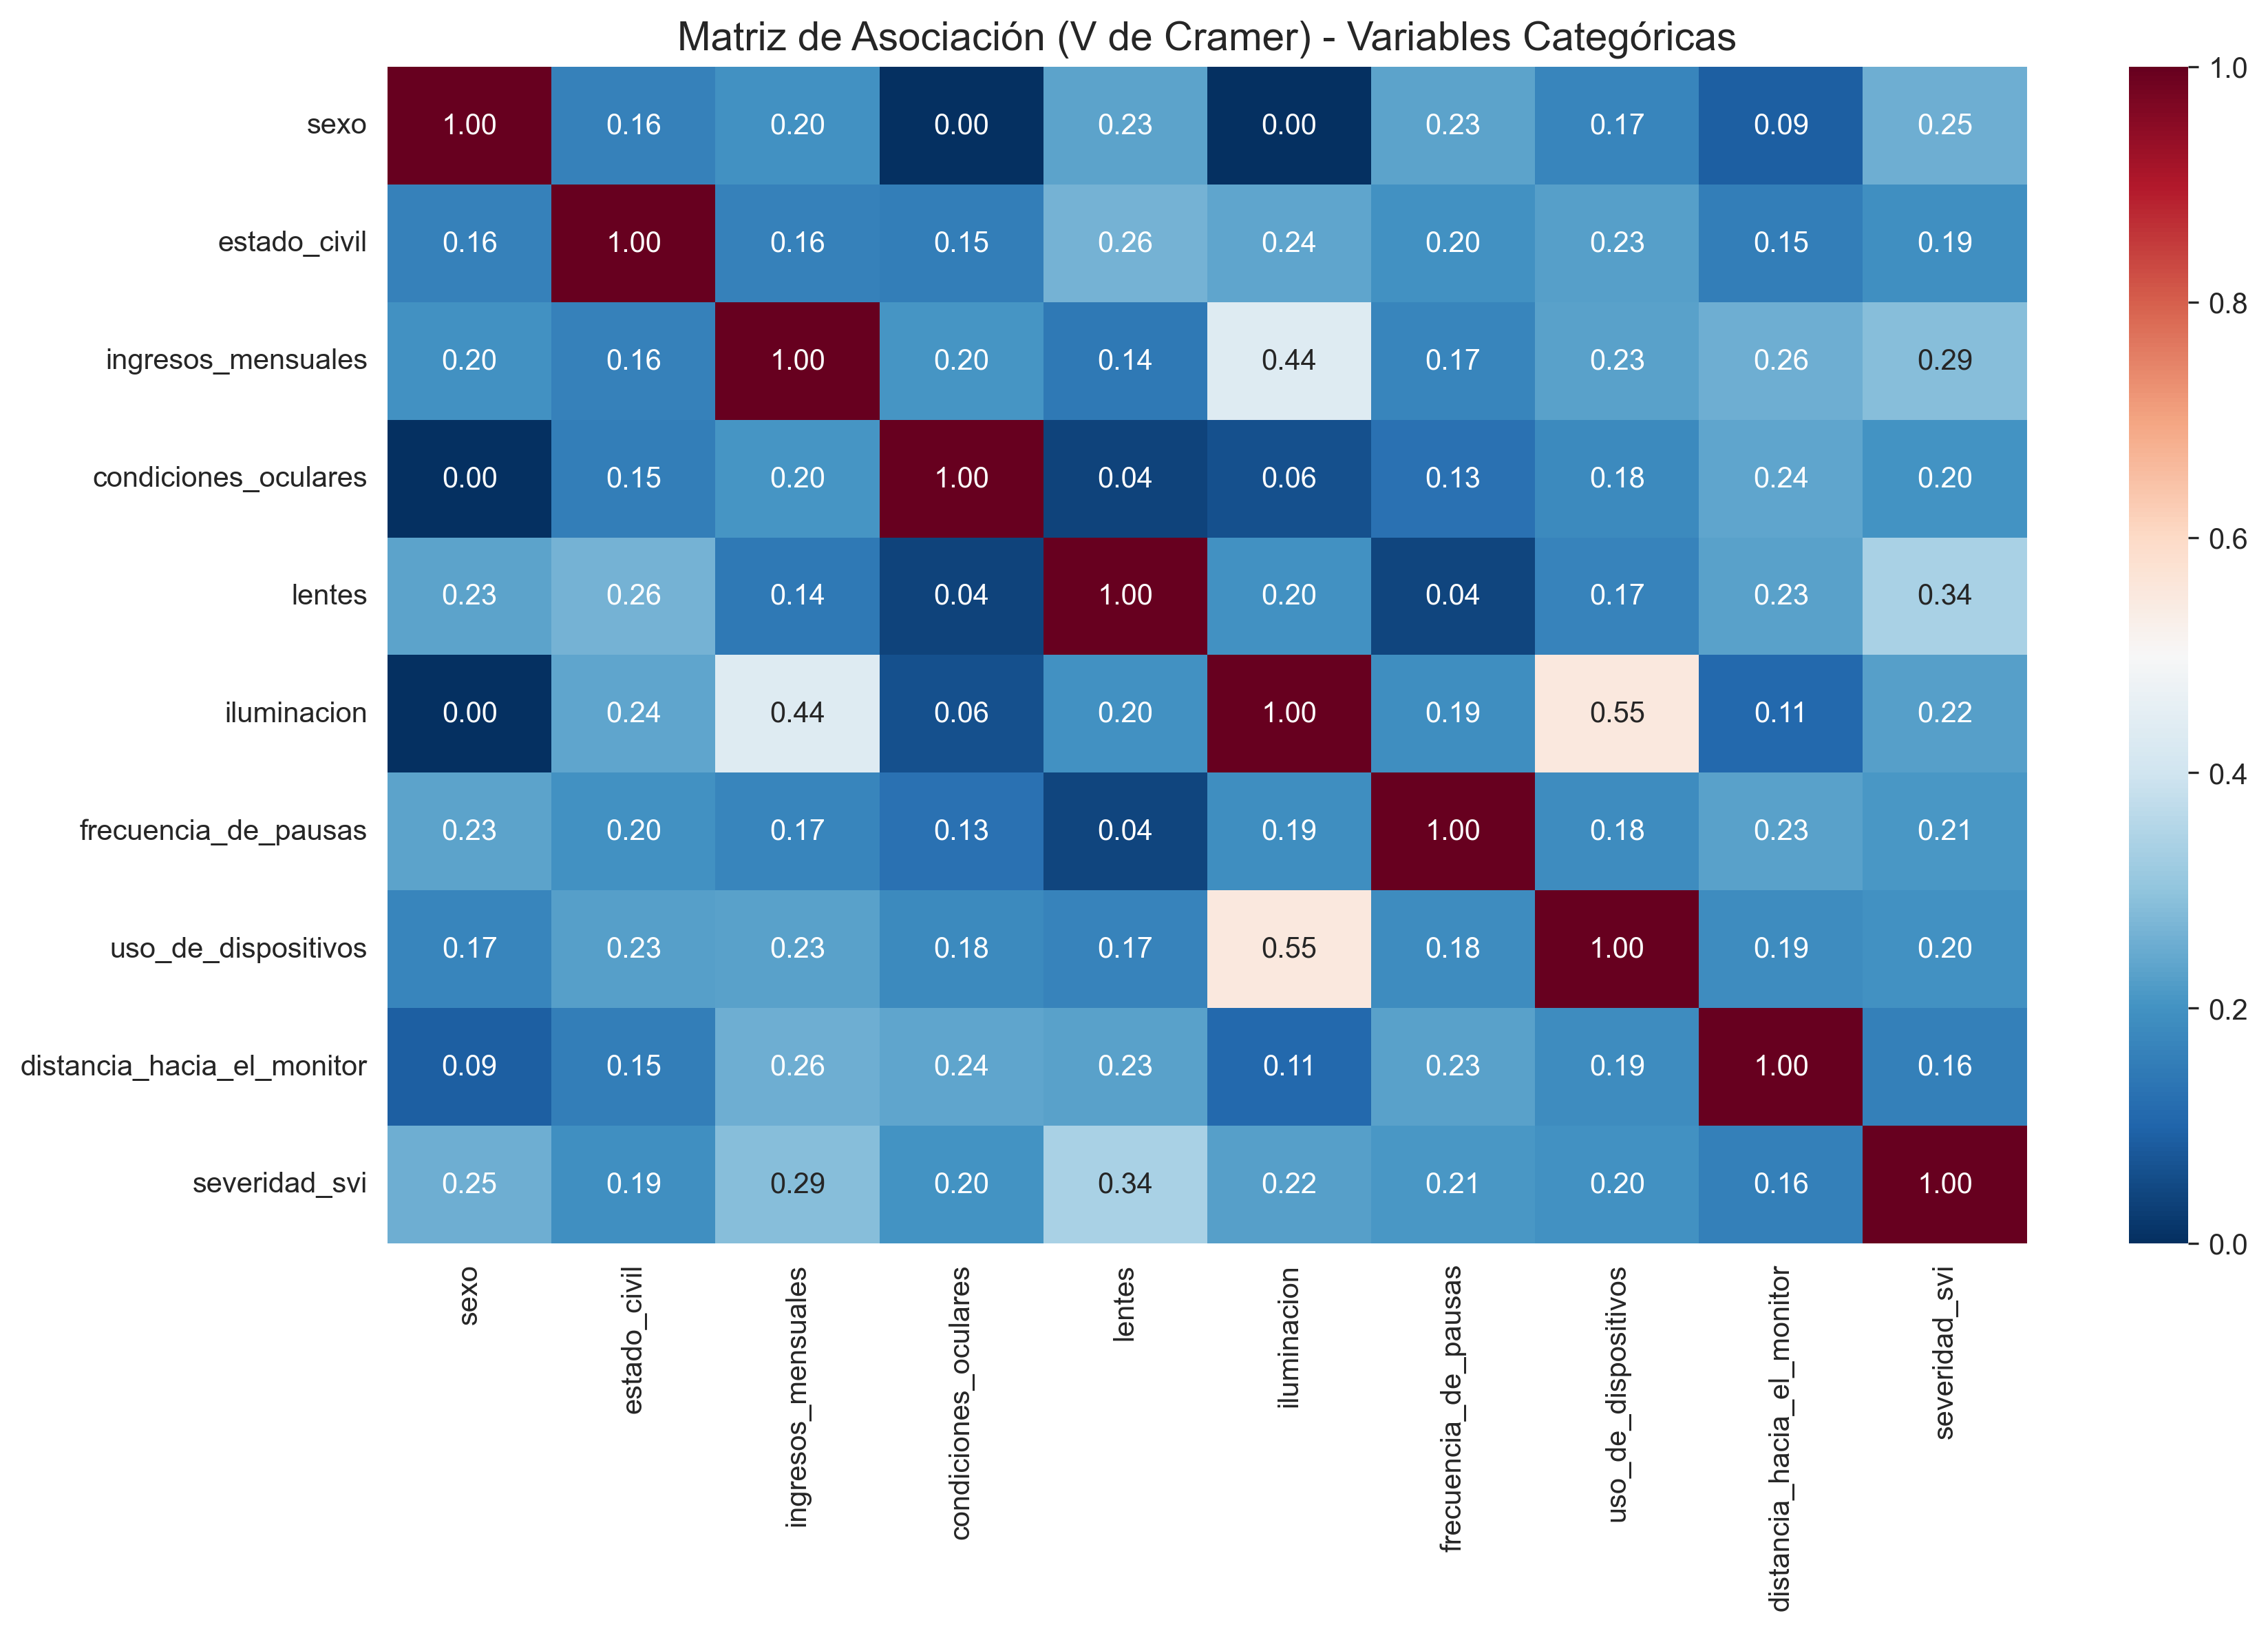 Matriz de Asociación (V de Cramer) - Variables Categóricas
sexo 1.00 0.16 0.20 0.00 0.23 0.00 0.23 0.17 0.09 0.25
estado_civil 0.16 1.00 0.16 0.15 0.26 0.24 0.20 0.23 0.15 0.19
ingresos_mensuales 0.20 0.16 1.00 0.20 0.14 0.44 0.17 0.23 0.26 0.29
condiciones_oculares 0.00 0.15 0.20 1.00 0.04 0.06 0.13 0.18 0.24 0.20
lentes 0.23 0.26 0.14 0.04 1.00 0.20 0.04 0.17 0.23 0.34
iluminacion 0.00 0.24 0.44 0.06 0.20 1.00 0.19 0.55 0.11 0.22
frecuencia_de_pausas 0.23 0.20 0.17 0.13 0.04 0.19 1.00 0.18 0.23 0.21
uso_de_dispositivos 0.17 0.23 0.23 0.18 0.17 0.55 0.18 1.00 0.19 0.20
distancia_hacia_el_monitor 0.09 0.15 0.26 0.24 0.23 0.11 0.23 0.19 1.00 0.16
severidad_svi 0.25 0.19 0.29 0.20 0.34 0.22 0.21 0.20 0.16 1.00
sexo
estado_civil
ingresos_mensuales
condiciones_oculares
lentes
iluminacion
frecuencia_de_pausas
uso_de_dispositivos
distancia_hacia_el_monitor
severidad_svi
1.0
0.8
0.6
0.4
0.2
0.0